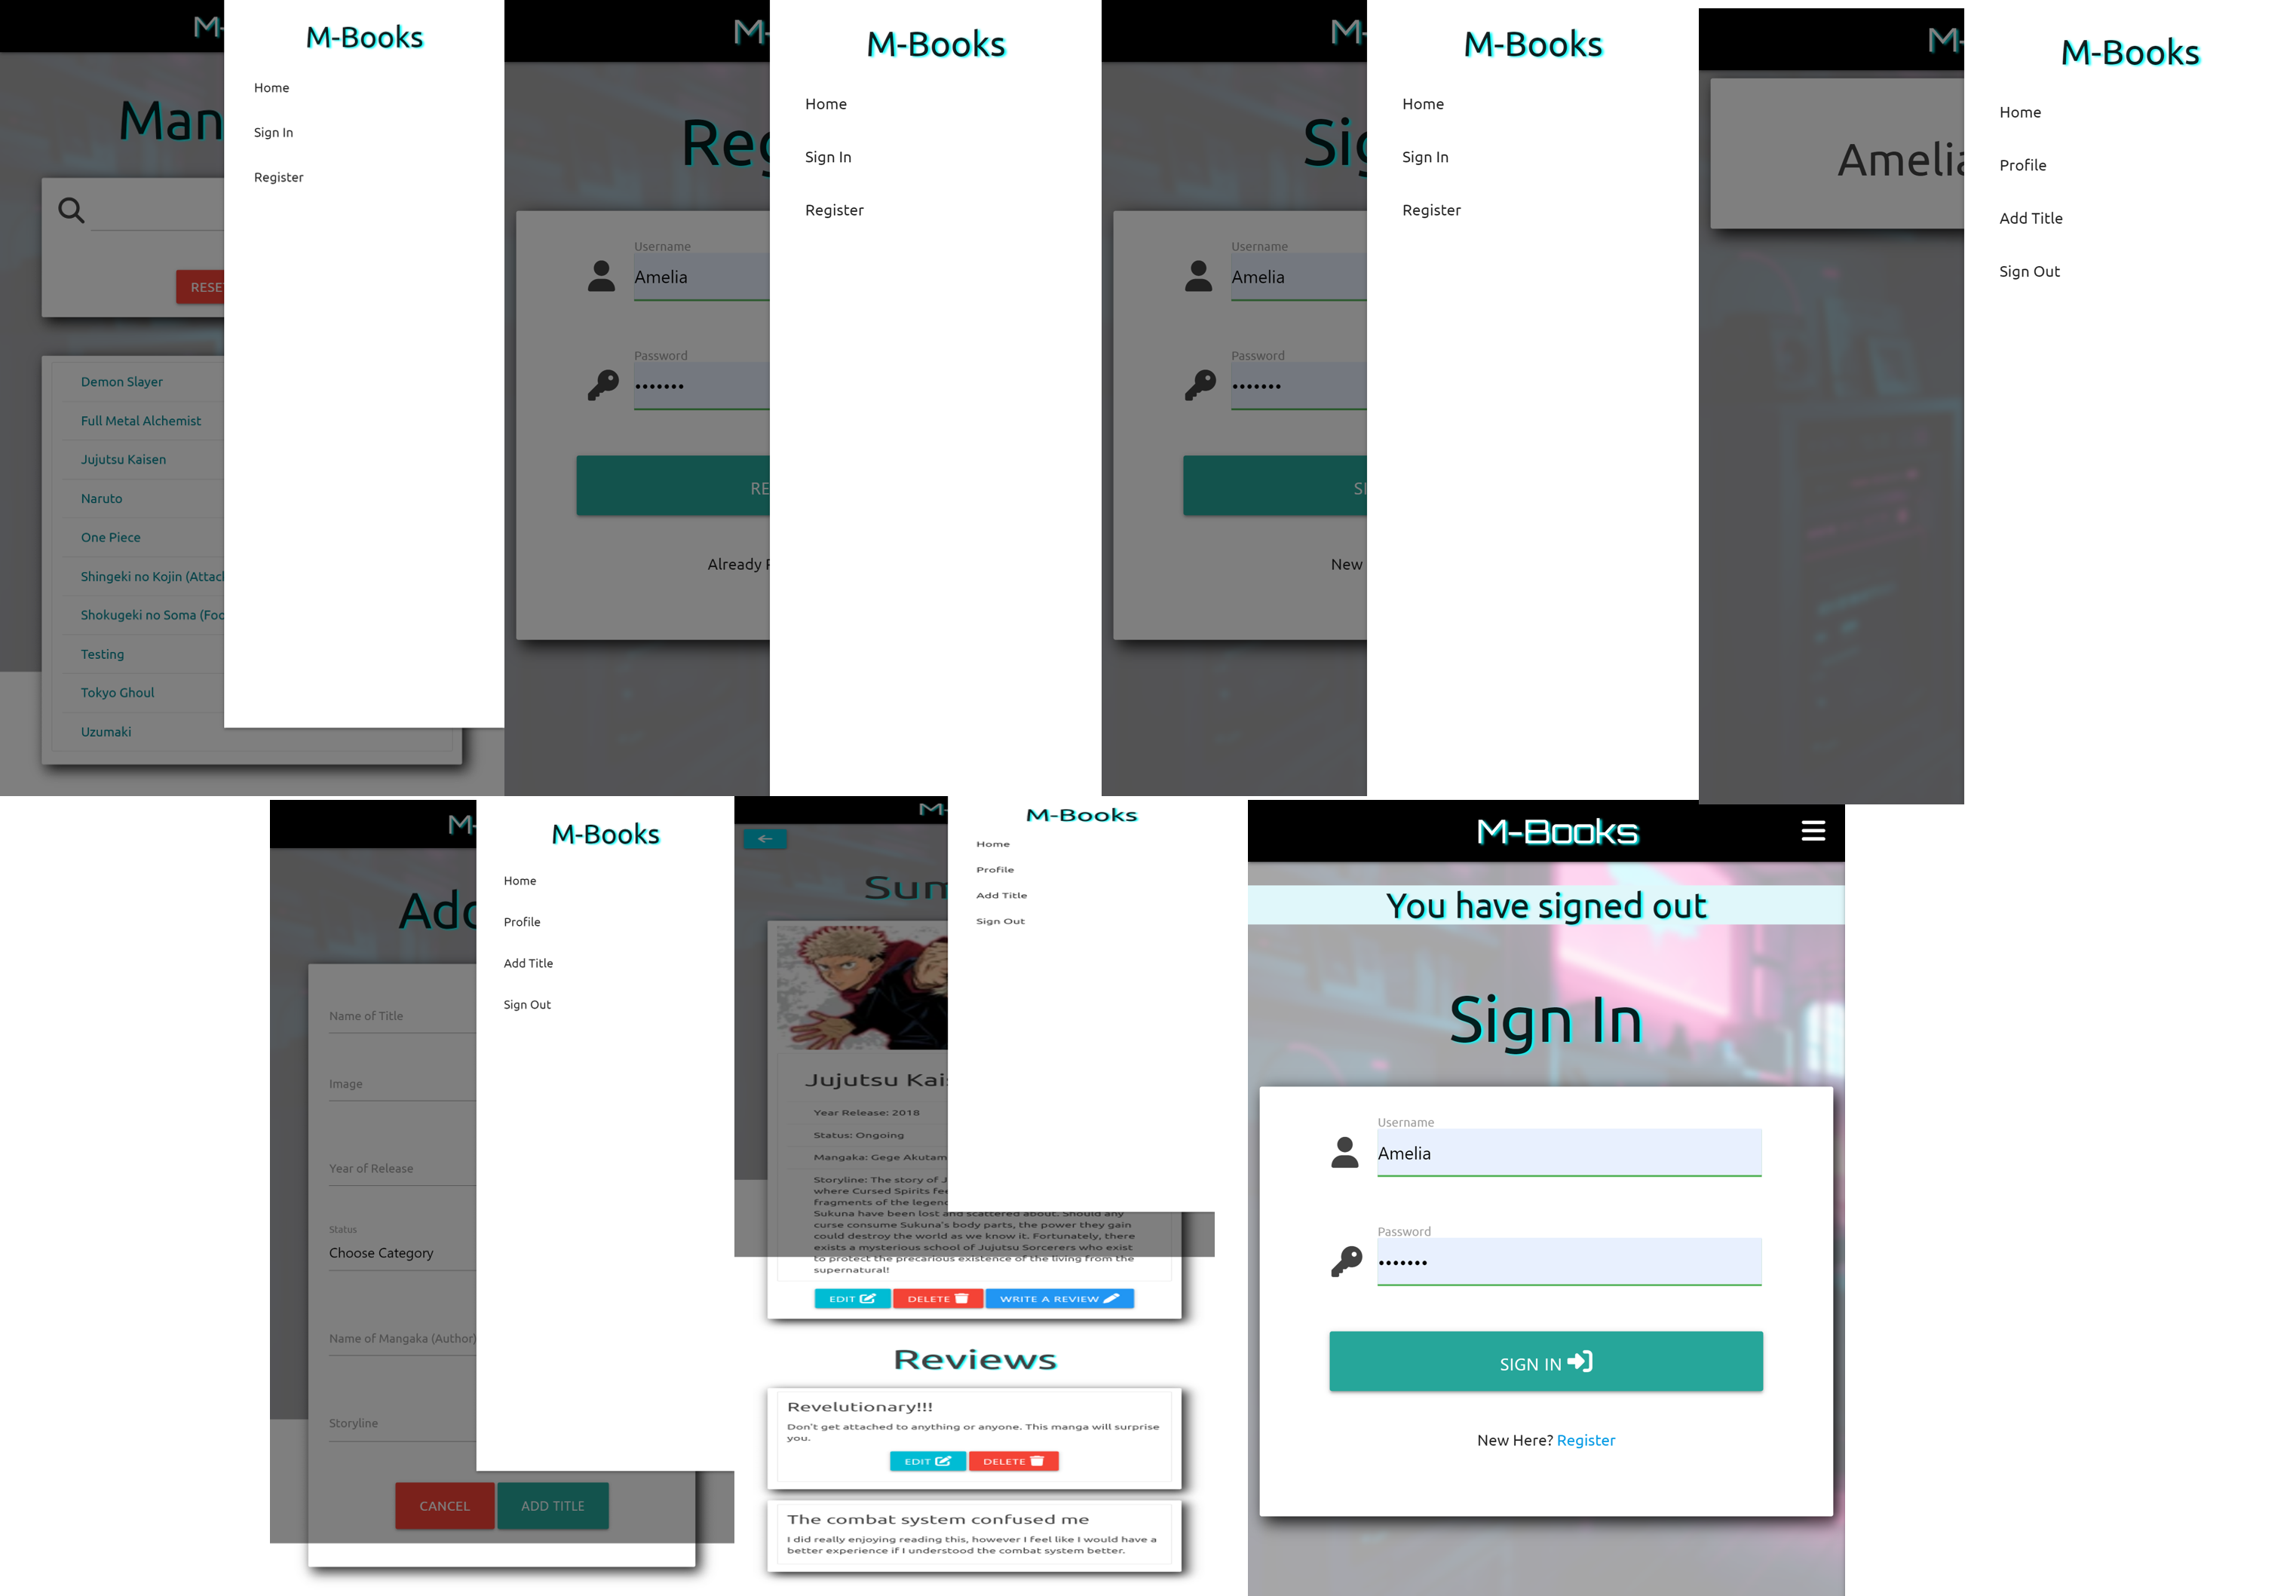 M-
M-Books
Home
Sign In
Register
Man
RESE
Demon Slayer
Full Metal Alchemist
Jujutsu Kaisen
Naruto
One Piece
Shingeki no Kojin (Attac
Shokugeki no Soma (Foo
Testing
Tokyo Ghoul
Uzumaki
M-
M-Books
Home
Sign In
Register
Reg
Username
Amelia
Password
•••••••
RE
Already
M-
M-Books
Home
Sign In
Register
Sig
Username
Amelia
Password
•••••••
SI
New
M-
M-Books
Home
Profile
Add Title
Sign Out
Amelia
M-
M-Books
Home
Profile
Add Title
Sign Out
Add
Name of Title
Image
Year of Release
Status
Choose Category
Name of Mangaka (Author)
Storyline
CANCEL
ADD TITLE
M-
M-Books
Home
Profile
Add Title
Sign Out
Sum
Jujutsu Kais
Year Release: 2018
Status: Ongoing
Mangaka: Gege Akutam
Storyline: The story of J
where Cursed Spirits fee
fragments of the legend
Sukuna have been lost and scattered about. Should any
curse consume Sukuna's body parts, the power they gain
could destroy the world as we know it. Fortunately, there
exists a mysterious school of Jujutsu Sorcerers who exist
to protect the precarious existence of the living from the
supernatural!
EDIT
DELETE
WRITE A REVIEW
Reviews
Revelutionary!!!
Don't get attached to anything or anyone. This manga will surprise
you.
EDIT
DELETE
The combat system confused me
I did really enjoying reading this, however I feel like I would have a
better experience if I understood the combat system better.
M-Books
You have signed out
Sign In
Username
Amelia
Password
•••••••
SIGN IN
New Here? Register